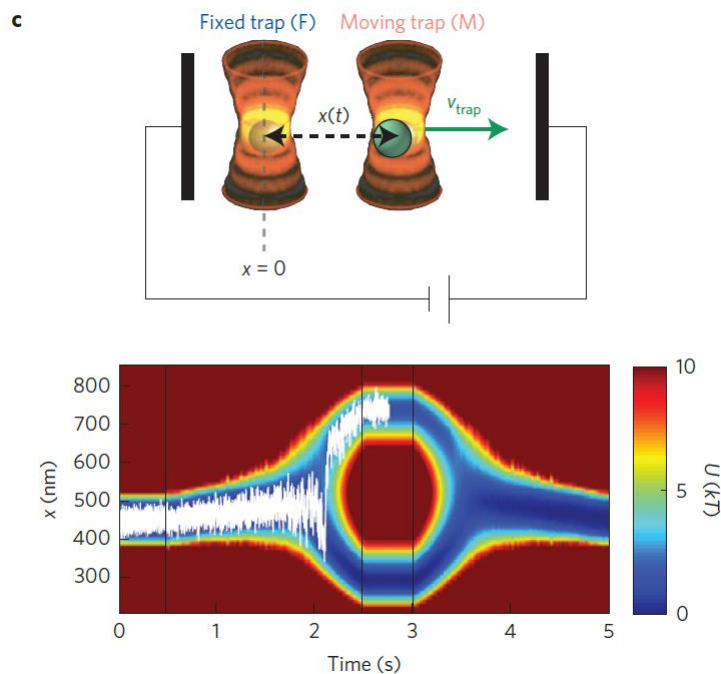 c
Fixed trap (F) Moving trap (M)
x(t)
v_trap
x = 0
x (nm)
800
700
600
500
400
300
0 1 2 3 4 5
Time (s)
10
5
0
U (kT)